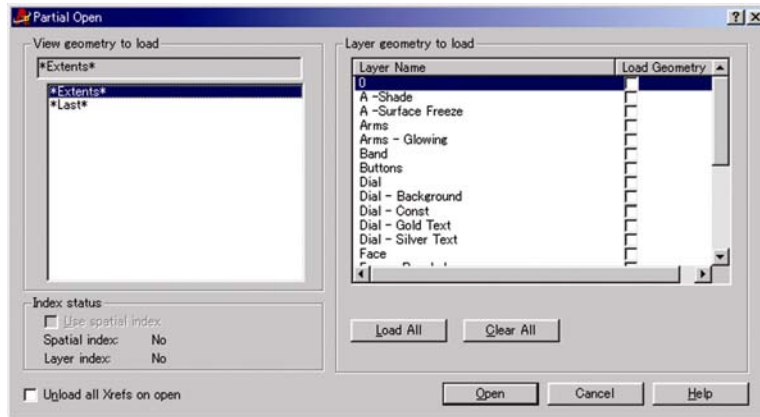 Partial Open
View geometry to load
*Extents*
*Extents*
*Last*
Index status
Use spatial index
Spatial index: No
Layer index: No
Unload all Xrefs on open
Layer geometry to load
Layer Name Load Geometry
0
A -Shade
A -Surface Freeze
Arms
Arms - Glowing
Band
Buttons
Dial
Dial - Background
Dial - Const
Dial - Gold Text
Dial - Silver Text
Face
Load All Clear All
Open Cancel Help